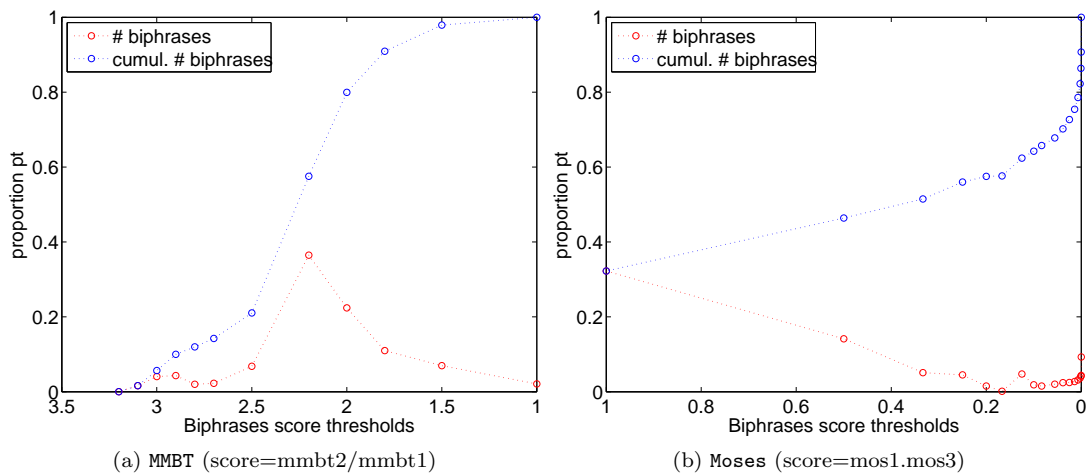 # biphrases
cumul. # biphrases
1
0.8
0.6
0.4
0.2
0
proportion pt
3.5
3
2.5
2
1.5
1
Biphrases score thresholds
(a) MMBT (score=mmbt2/mmbt1)
# biphrases
cumul. # biphrases
1
0.8
0.6
0.4
0.2
0
proportion pt
1
0.8
0.6
0.4
0.2
0
Biphrases score thresholds
(b) Moses (score=mos1.mos3)